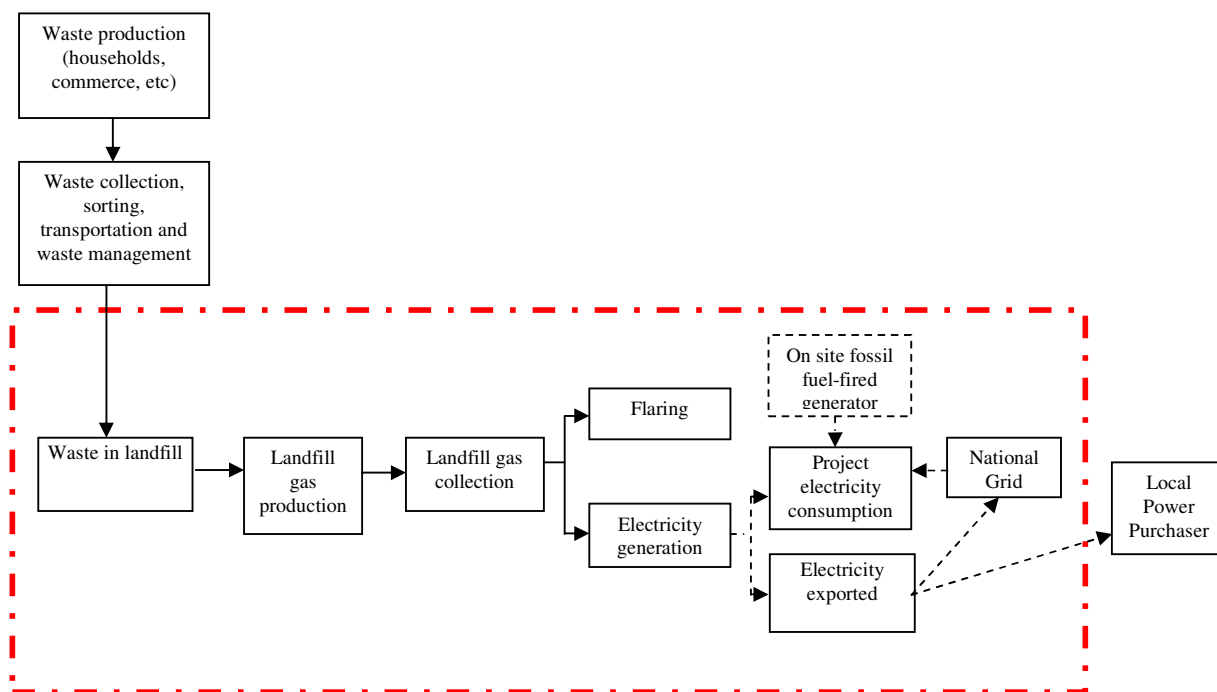 Waste production
(households,
commerce, etc)
Waste collection,
sorting,
transportation and
waste management
On site fossil
fuel-fired
generator
Flaring
Waste in landfill
Landfill
gas
production
Landfill gas
collection
Project
electricity
consumption
National
Grid
Local
Power
Purchaser
Electricity
generation
Electricity
exported